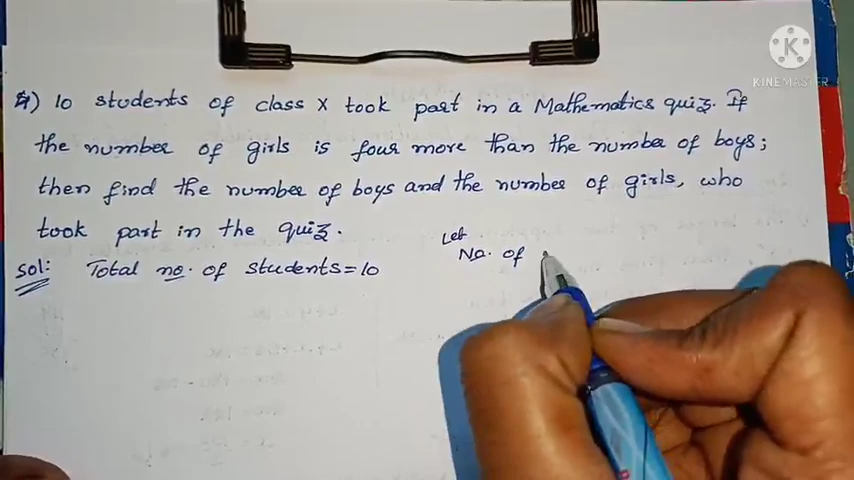 KINEMASTER
Q) 10 students of class X took part in a Mathematics quiz. If
the number of girls is four more than the number of boys;
then find the number of boys and the number of girls, who
took part in the quiz.
Let
sol: Total no. of students=10 No. of